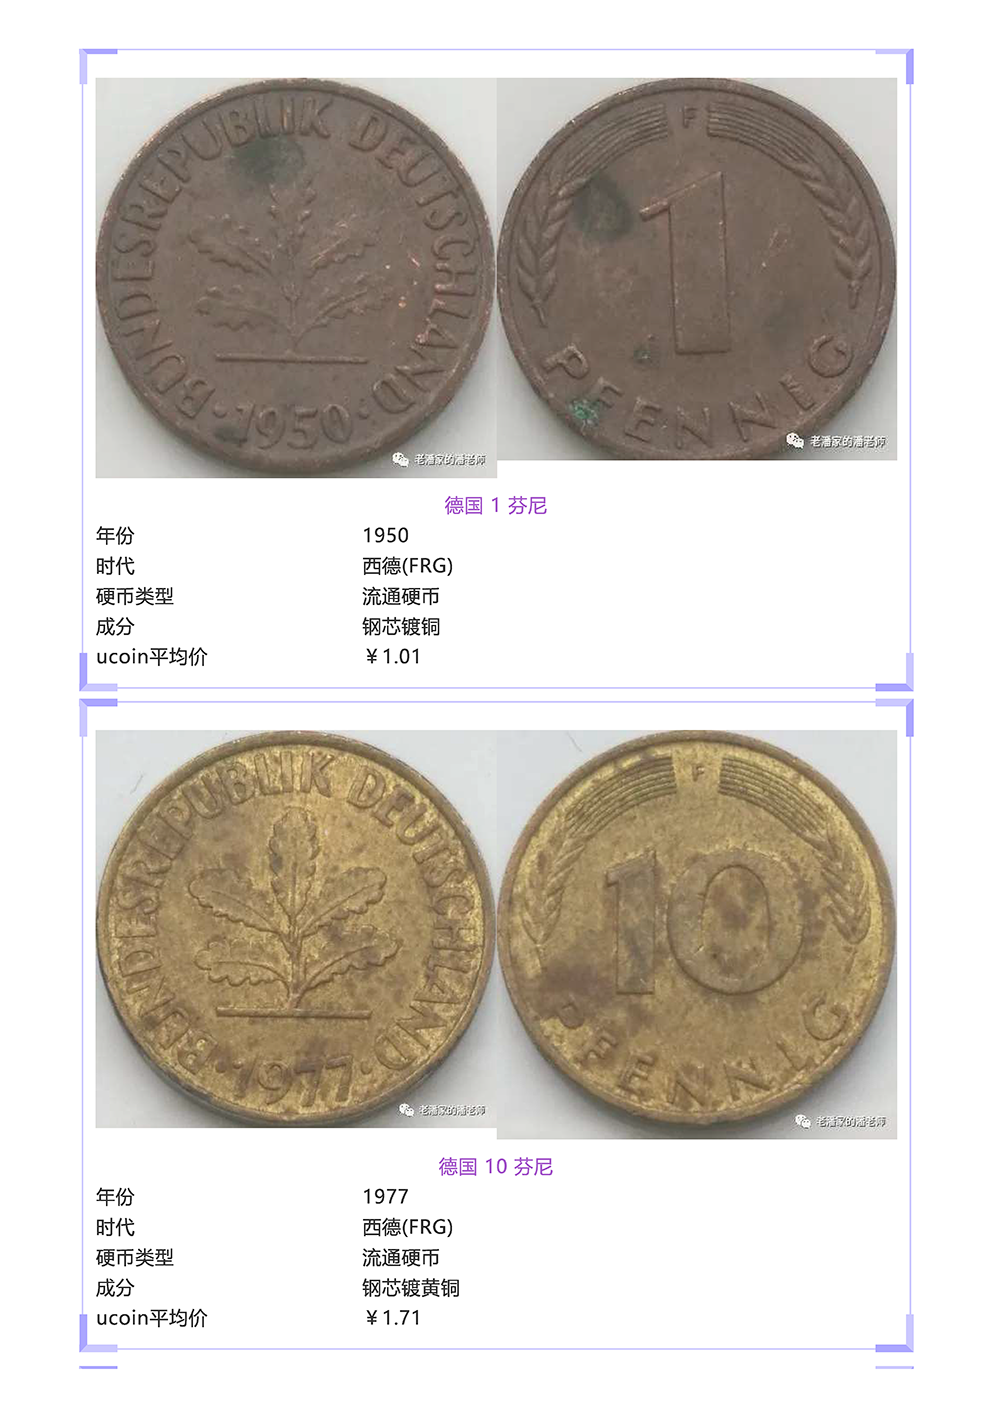 BUNDESREPUBLIK DEUTSCHLAND
·1950·
F
1
PFENNIG
老潘家的潘老师
老潘家的潘老师
德国 1 芬尼
年份 1950
时代 西德(FRG)
硬币类型 流通硬币
成分 钢芯镀铜
ucoin平均价 ¥1.01
BUNDESREPUBLIK DEUTSCHLAND
·1977·
F
10
PFENNIG
老潘家的潘老师
老潘家的潘老师
德国 10 芬尼
年份 1977
时代 西德(FRG)
硬币类型 流通硬币
成分 钢芯镀黄铜
ucoin平均价 ¥1.71